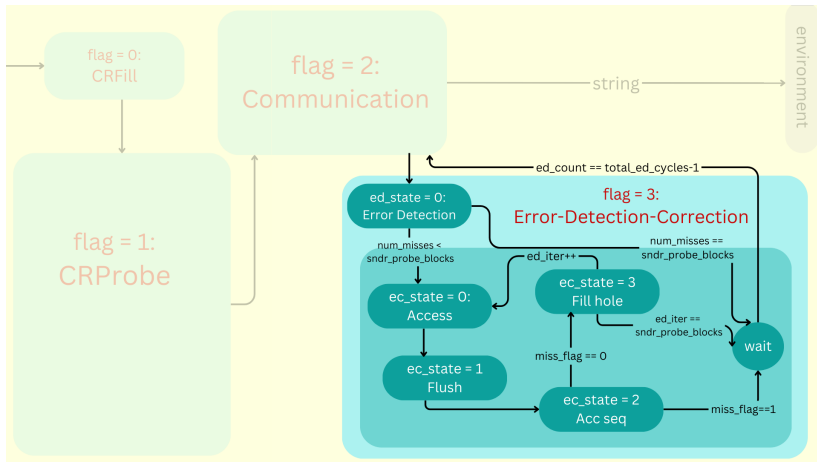 flag = 0:
CRFill
flag = 2:
Communication
string
environment
flag = 1:
CRProbe
ed_count == total_ed_cycles-1
flag = 3:
Error-Detection-Correction
ed_state = 0:
Error Detection
num_misses <
sndr_probe_blocks
num_misses ==
sndr_probe_blocks
ed_iter++
ec_state = 0:
Access
ec_state = 3
Fill hole
ed_iter ==
sndr_probe_blocks
wait
miss_flag == 0
ec_state = 1
Flush
ec_state = 2
Acc seq
miss_flag==1